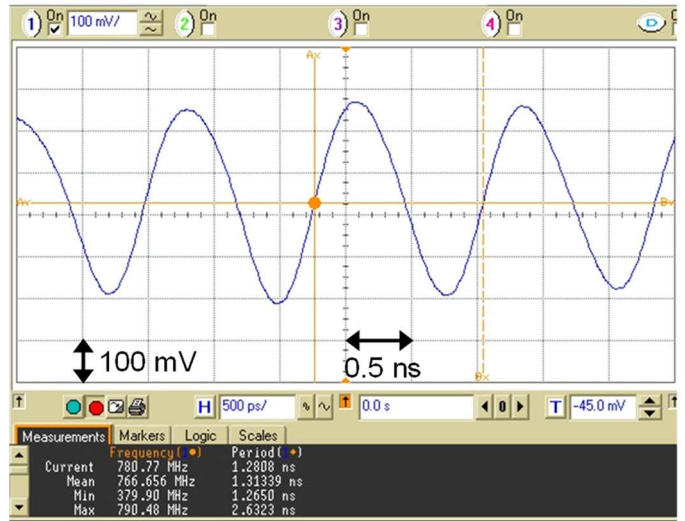 1) On 100 mV/ 2) On 3) On 4) On D
Ax
Ay By
100 mV 0.5 ns
Bx
H 500 ps/ 0.0 s 0 T -45.0 mV
Measurements Markers Logic Scales
Frequency( ) Period( )
Current 780.77 MHz 1.2808 ns
Mean 766.656 MHz 1.31339 ns
Min 379.90 MHz 1.2650 ns
Max 790.48 MHz 2.6323 ns